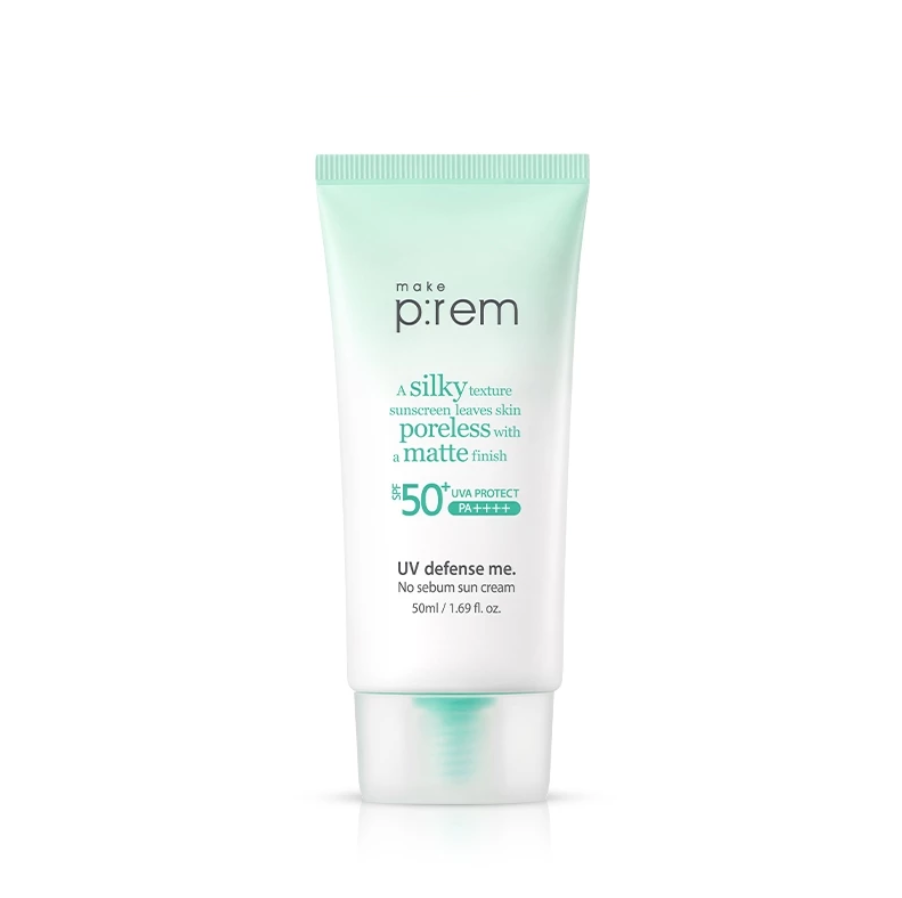 make
p:rem
A silky texture
sunscreen leaves skin
poreless with
a matte finish
SPF 50+ UVA PROTECT
PA++++
UV defense me.
No sebum sun cream
50ml / 1.69 fl. oz.